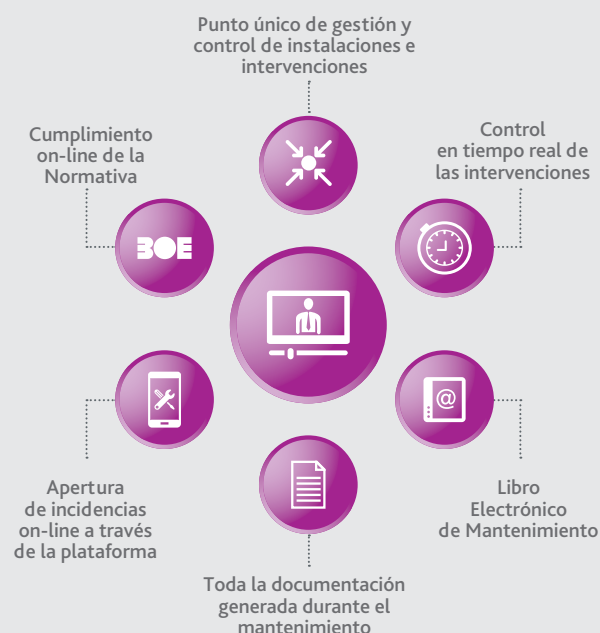 Punto único de gestión y
control de instalaciones e
intervenciones
Cumplimiento
on-line de la
Normativa
Control
en tiempo real de
las intervenciones
BOE
@
Apertura
de incidencias
on-line a través
de la plataforma
Libro
Electrónico
de Mantenimiento
Toda la documentación
generada durante el
mantenimiento